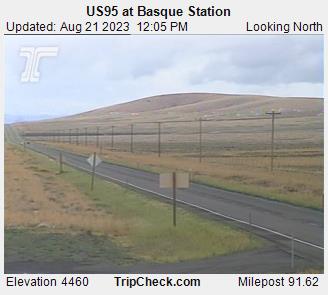 US95 at Basque Station
Updated: Aug 21 2023 12:05 PM Looking North
Elevation 4460 TripCheck.com Milepost 91.62